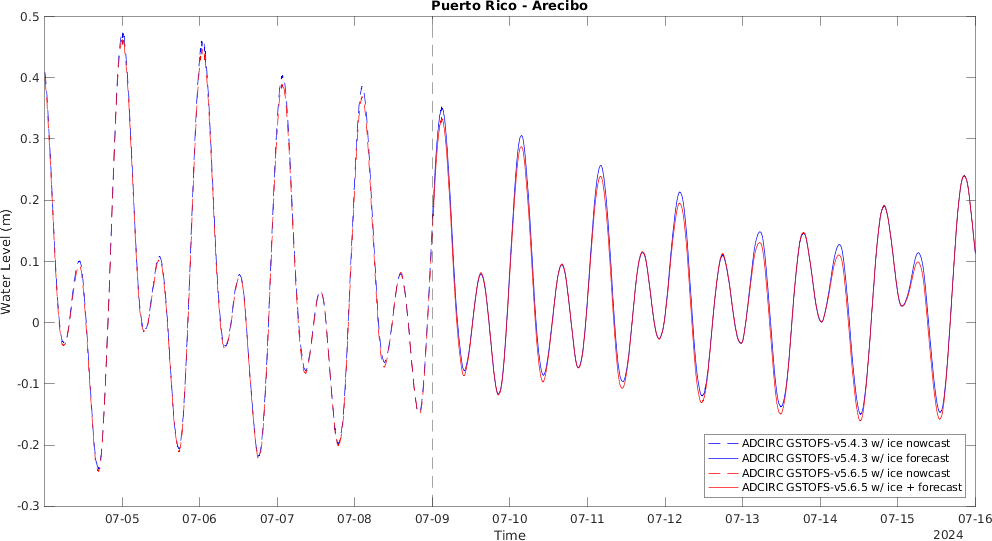 Puerto Rico - Arecibo
0.5
0.4
0.3
0.2
0.1
0
-0.1
-0.2
-0.3
Water Level (m)
ADCIRC GSTOFS-v5.4.3 w/ ice nowcast
ADCIRC GSTOFS-v5.4.3 w/ ice forecast
ADCIRC GSTOFS-v5.6.5 w/ ice nowcast
ADCIRC GSTOFS-v5.6.5 w/ ice + forecast
07-05 07-06 07-07 07-08 07-09 07-10 07-11 07-12 07-13 07-14 07-15 07-16
Time
2024